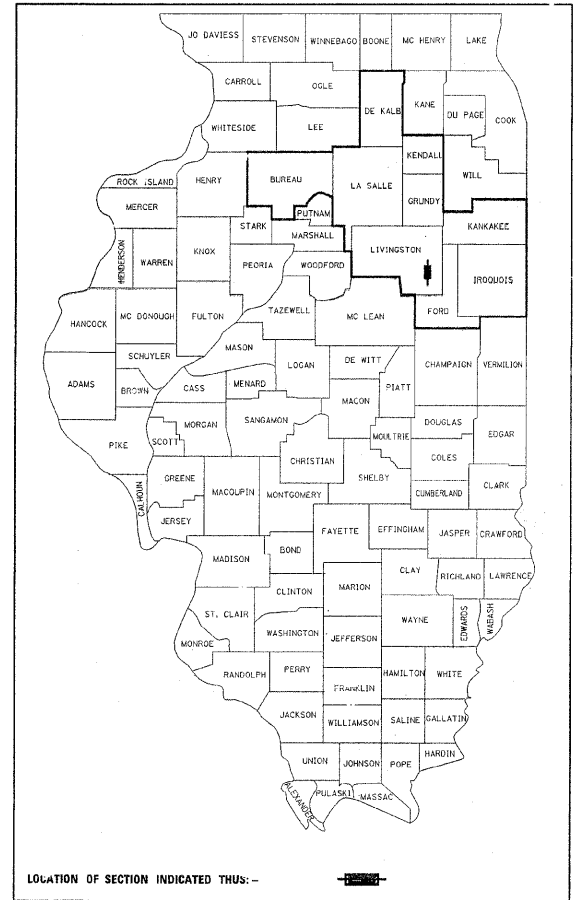 JO DAVIESS STEVENSON WINNEBAGO BOONE MC HENRY LAKE
CARROLL OGLE DE KALB KANE DU PAGE COOK
WHITESIDE LEE KENDALL WILL
ROCK ISLAND HENRY BUREAU LA SALLE GRUNDY
MERCER PUTNAM KANKAKEE
STARK MARSHALL LIVINGSTON IROQUOIS
HENDERSON WARREN KNOX PEORIA WOODFORD FORD
HANCOCK MC DONOUGH FULTON TAZEWELL MC LEAN
SCHUYLER MASON LOGAN DE WITT CHAMPAIGN VERMILION
ADAMS BROWN CASS MENARD MACON PIATT
MORGAN SANGAMON DOUGLAS EDGAR
PIKE SCOTT CHRISTIAN MOULTRIE COLES
CALHOUN GREENE MACOUPIN MONTGOMERY SHELBY CUMBERLAND CLARK
JERSEY FAYETTE EFFINGHAM JASPER CRAWFORD
MADISON BOND CLAY RICHLAND LAWRENCE
CLINTON MARION
ST. CLAIR WAYNE EDWARDS WABASH
MONROE WASHINGTON JEFFERSON
RANDOLPH PERRY HAMILTON WHITE
FRANKLIN
JACKSON WILLIAMSON SALINE GALLATIN
UNION JOHNSON POPE HARDIN
ALEXANDER PULASKI MASSAC
LOCATION OF SECTION INDICATED THUS:-